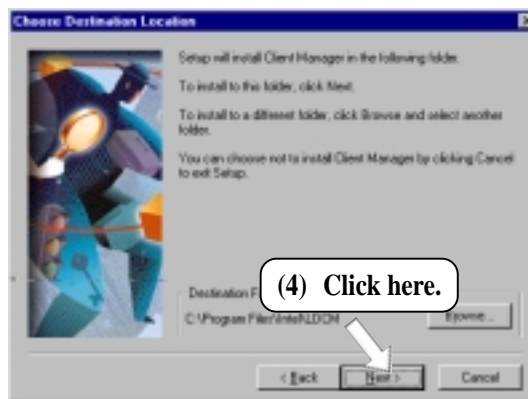 Choose Destination Location
Setup will install Client Manager in the following folder.
To install to this folder, click Next.
To install to a different folder, click Browse and select another
folder.
You can choose not to install Client Manager by clicking Cancel
to exit Setup.
(4) Click here.
Destination F
C:\Program Files\Intel\LDCM
Browse...
< Back
Next >
Cancel